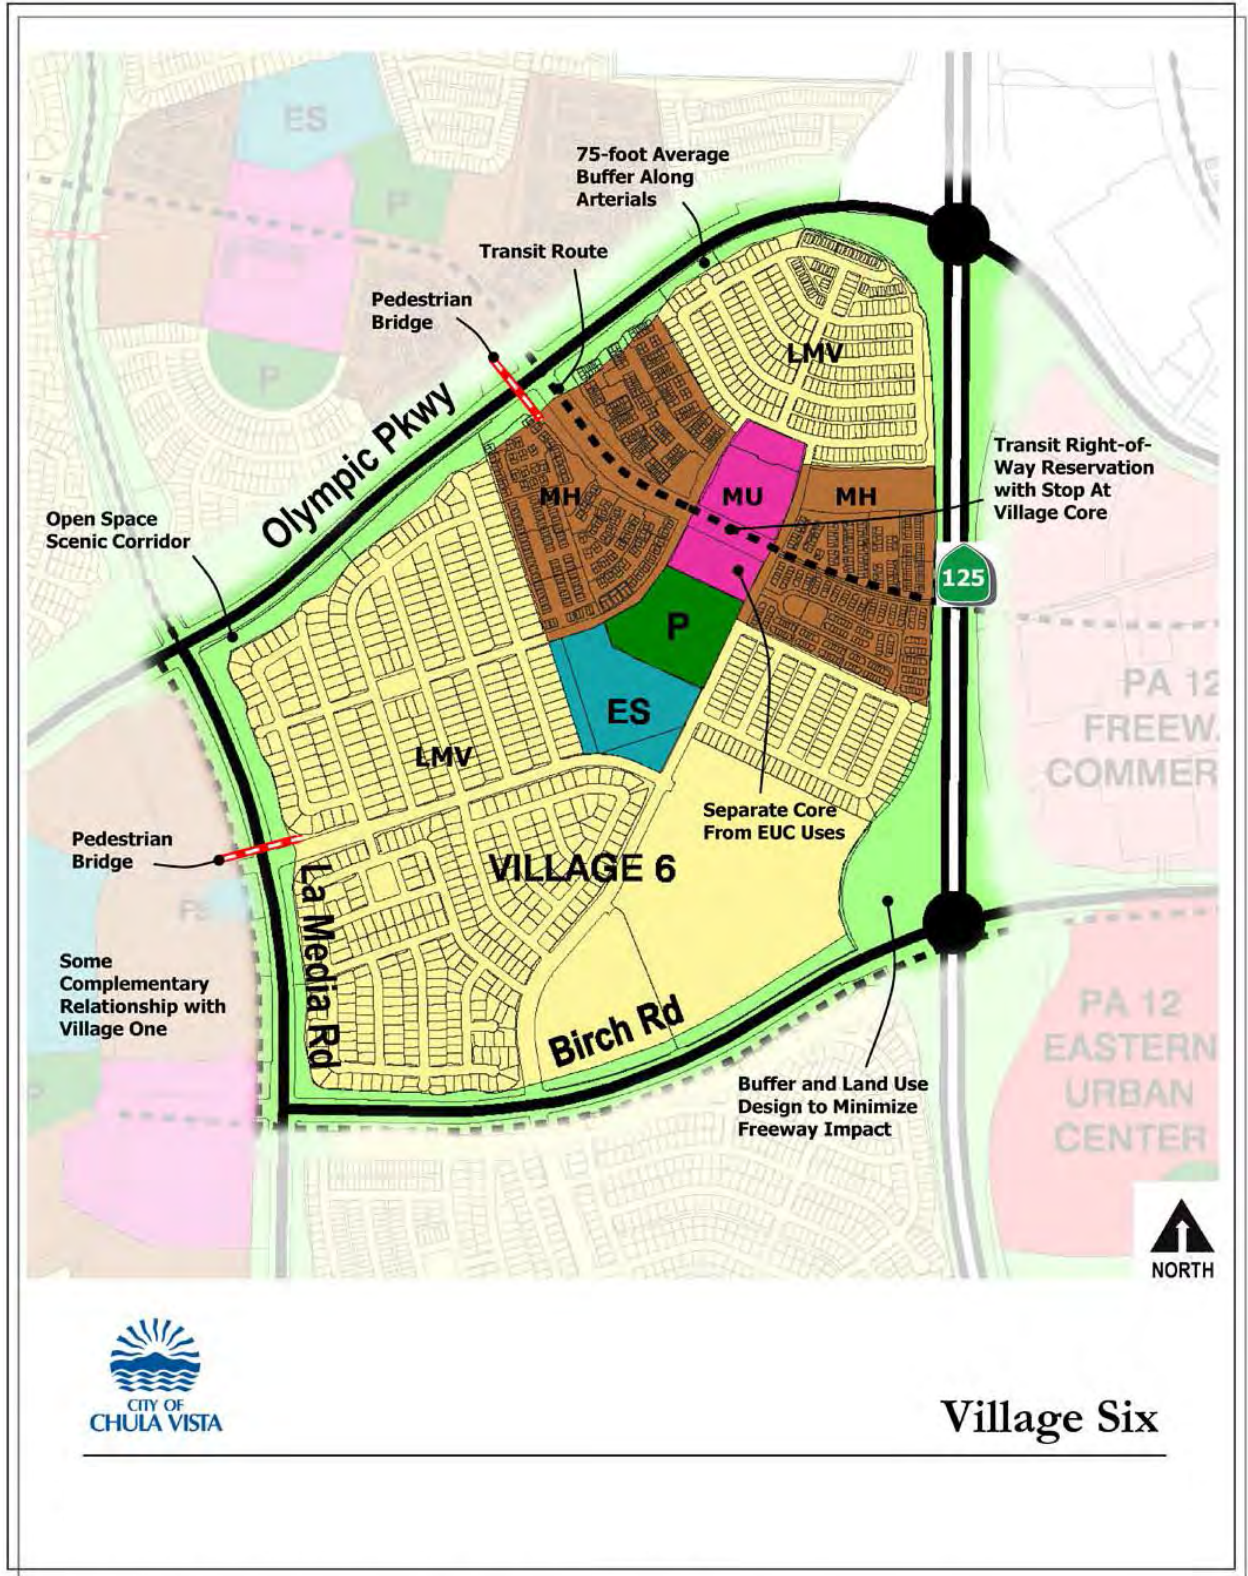 ES
75-foot Average
Buffer Along
Arterials
P
Transit Route
Pedestrian
Bridge
LMV
P
Olympic Pkwy
Transit Right-of-
Way Reservation
with Stop At
Village Core
MH
MU
MH
Open Space
Scenic Corridor
125
P
PA 12
FREEWA
COMMER
ES
LMV
Separate Core
From EUC Uses
Pedestrian
Bridge
VILLAGE 6
La Media Rd
Some
Complementary
Relationship with
Village One
Birch Rd
PA 12
EASTERN
URBAN
CENTER
P
Buffer and Land Use
Design to Minimize
Freeway Impact
NORTH
CITY OF
CHULA VISTA
Village Six